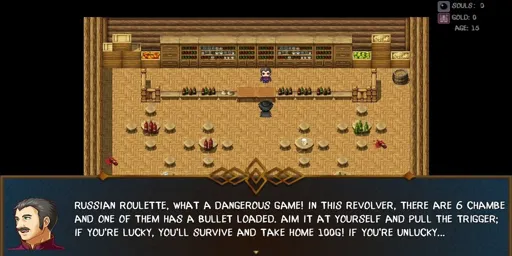 SOULS: 0
GOLD: 0
AGE: 15
RUSSIAN ROULETTE, WHAT A DANGEROUS GAME! IN THIS REVOLVER, THERE ARE 6 CHAMBE
AND ONE OF THEM HAS A BULLET LOADED. AIM IT AT YOURSELF AND PULL THE TRIGGER;
IF YOU'RE LUCKY, YOU'LL SURVIVE AND TAKE HOME 100G! IF YOU'RE UNLUCKY...